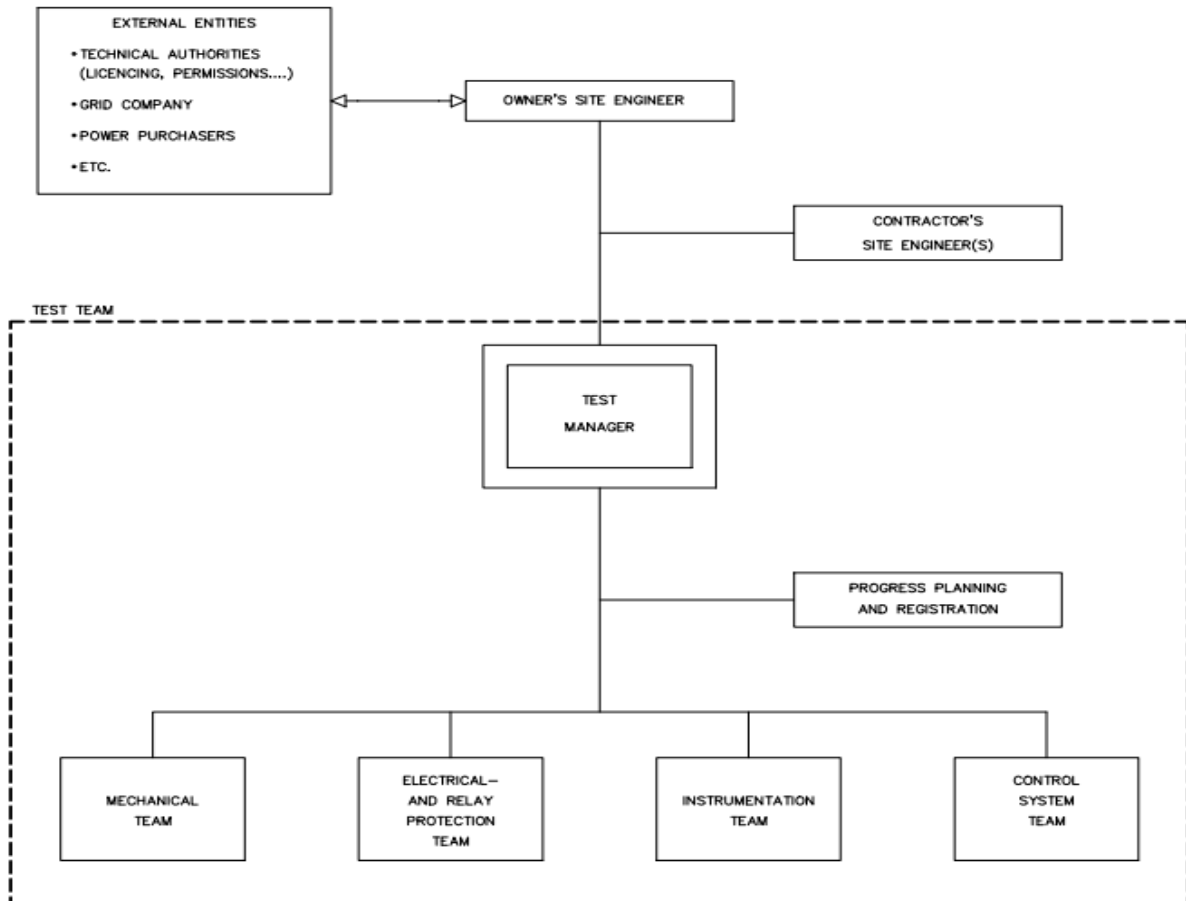 EXTERNAL ENTITIES
•TECHNICAL AUTHORITIES
(LICENCING, PERMISSIONS....)
•GRID COMPANY
•POWER PURCHASERS
•ETC.
OWNER'S SITE ENGINEER
CONTRACTOR'S
SITE ENGINEER(S)
TEST TEAM
TEST
MANAGER
PROGRESS PLANNING
AND REGISTRATION
MECHANICAL
TEAM
ELECTRICAL–
AND RELAY
PROTECTION
TEAM
INSTRUMENTATION
TEAM
CONTROL
SYSTEM
TEAM